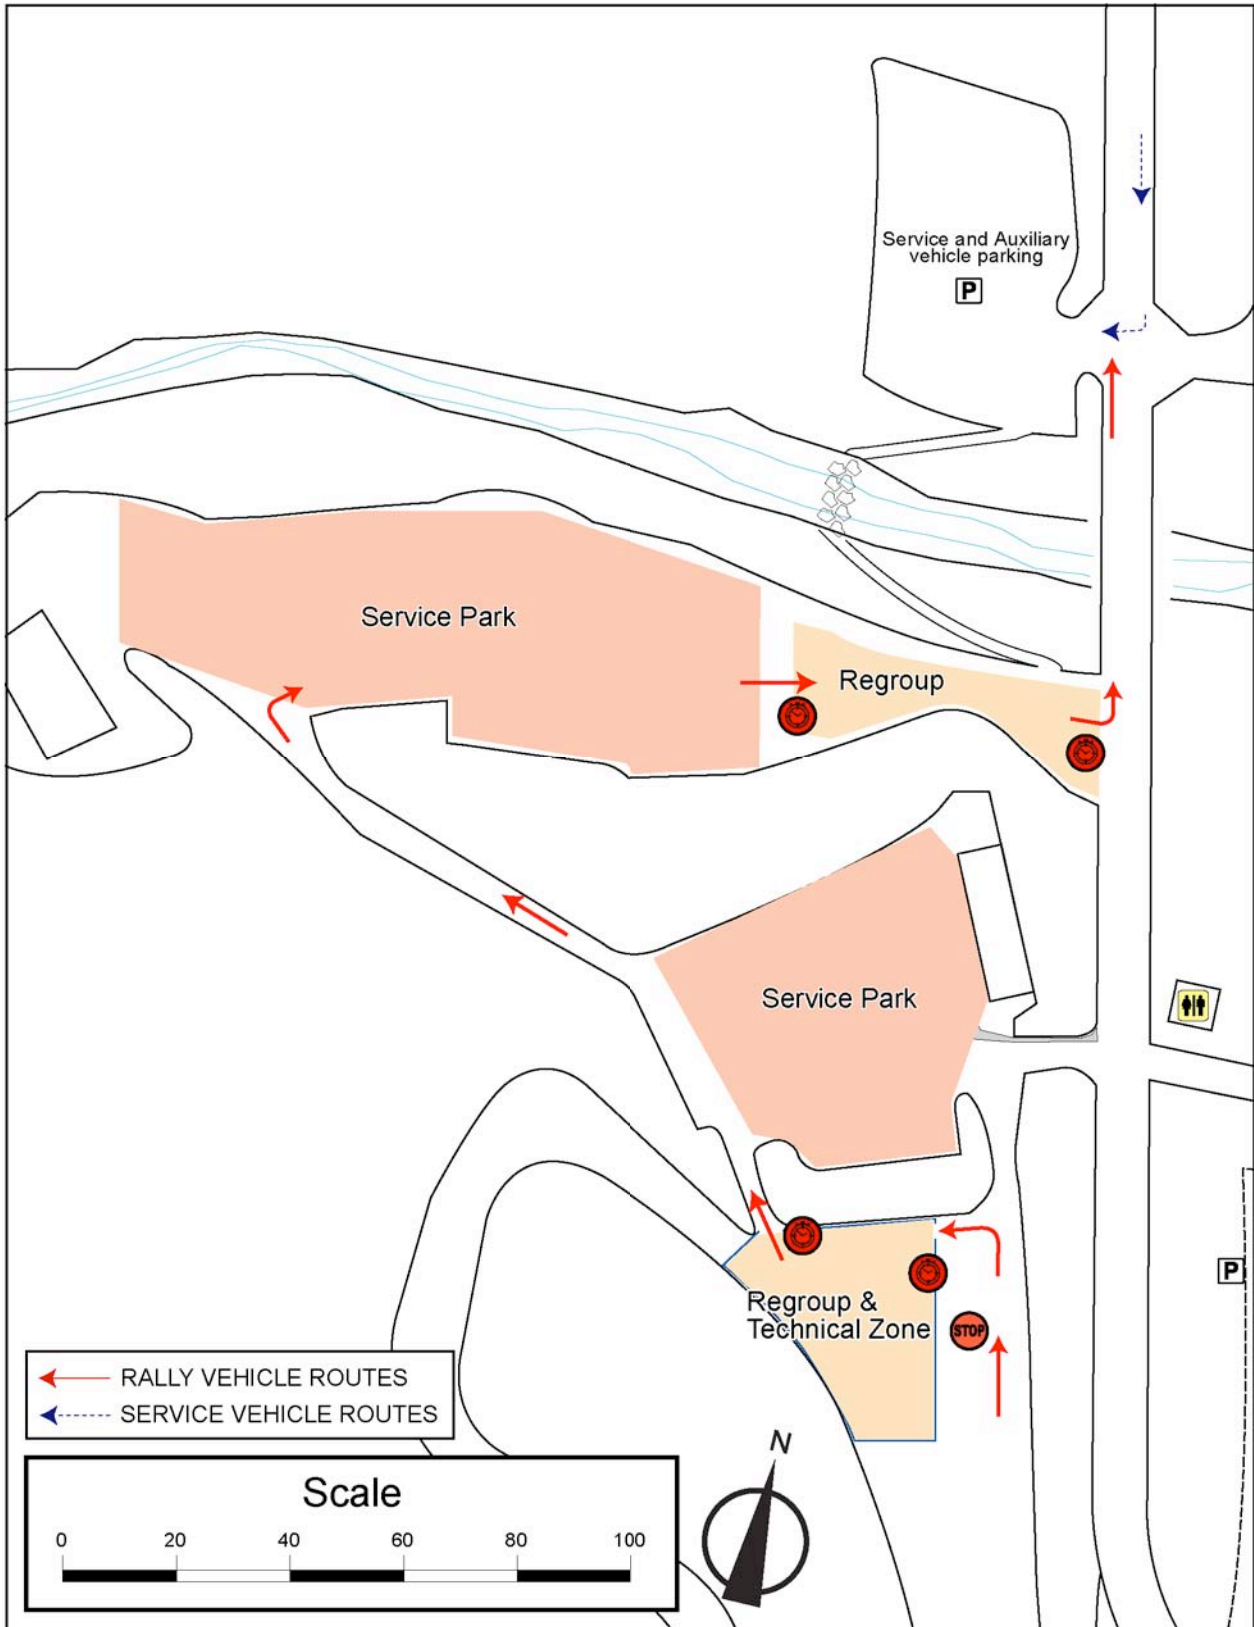 Service and Auxiliary
vehicle parking
P
Service Park
Regroup
Service Park
P
Regroup &
Technical Zone
STOP
RALLY VEHICLE ROUTES
SERVICE VEHICLE ROUTES
N
Scale
0 20 40 60 80 100